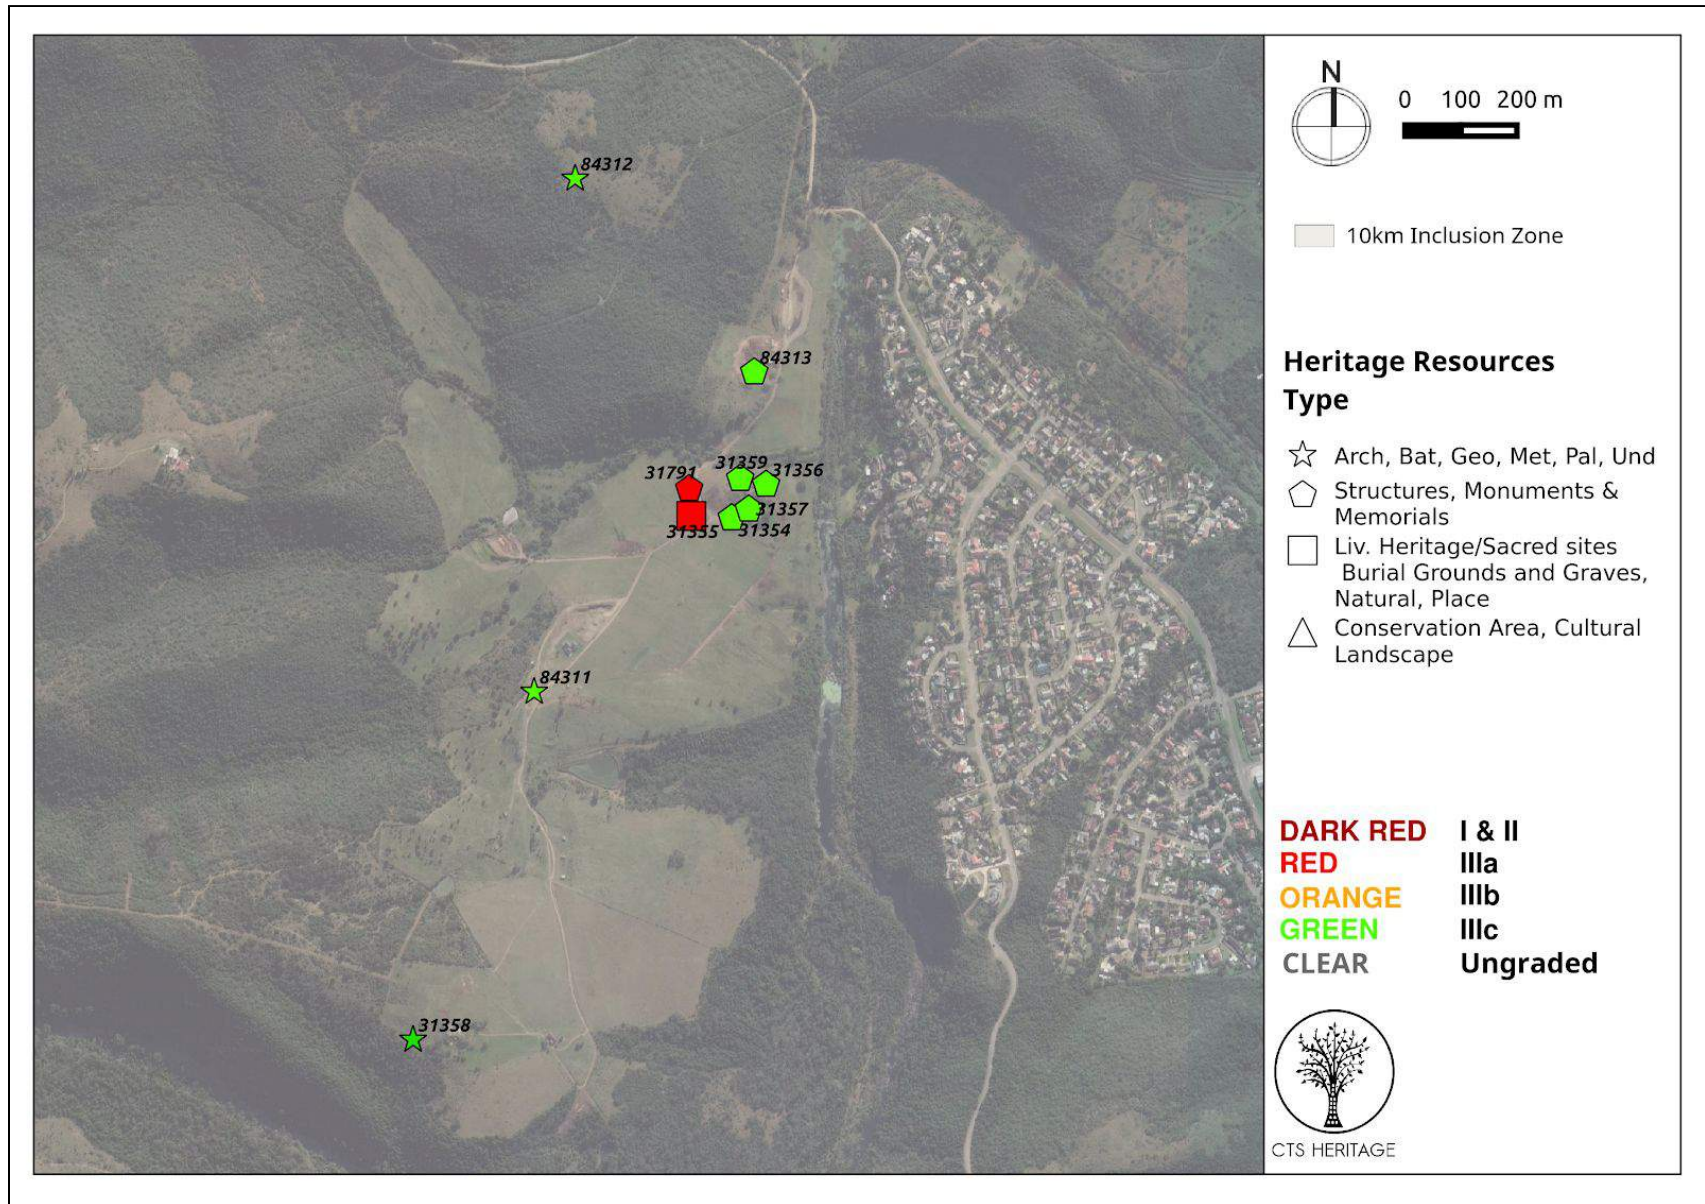 84312
84313
31791
31359
31356
31357
31355
31354
84311
31358
N
0 100 200 m
10km Inclusion Zone
Heritage Resources
Type
Arch, Bat, Geo, Met, Pal, Und
Structures, Monuments &
Memorials
Liv. Heritage/Sacred sites
Burial Grounds and Graves,
Natural, Place
Conservation Area, Cultural
Landscape
DARK RED I & II
RED IIIa
ORANGE IIIb
GREEN IIIc
CLEAR Ungraded
CTS HERITAGE